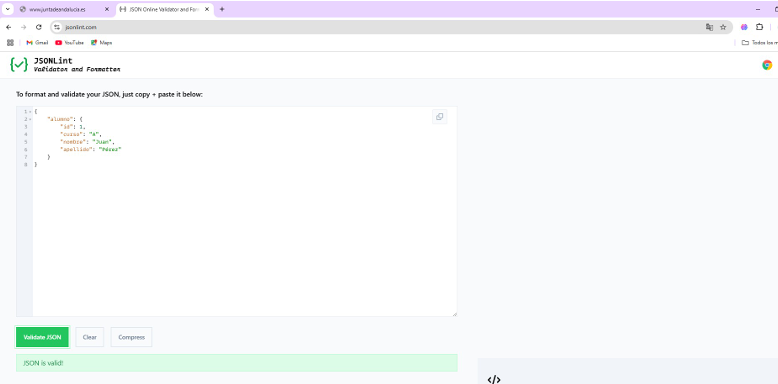 www.juntadeandalucia.es
JSON Online Validator and For
jsonlint.com
Gmail
YouTube
Maps
Todos los m
JSONLint
Validator and Formatter
To format and validate your JSON, just copy + paste it below:
1 {
2 "alumno": {
3 "id": 1,
4 "curso": "A",
5 "nombre": "Juan",
6 "apellido": "Pérez"
7 }
8 }
Validate JSON
Clear
Compress
JSON is valid!
</>